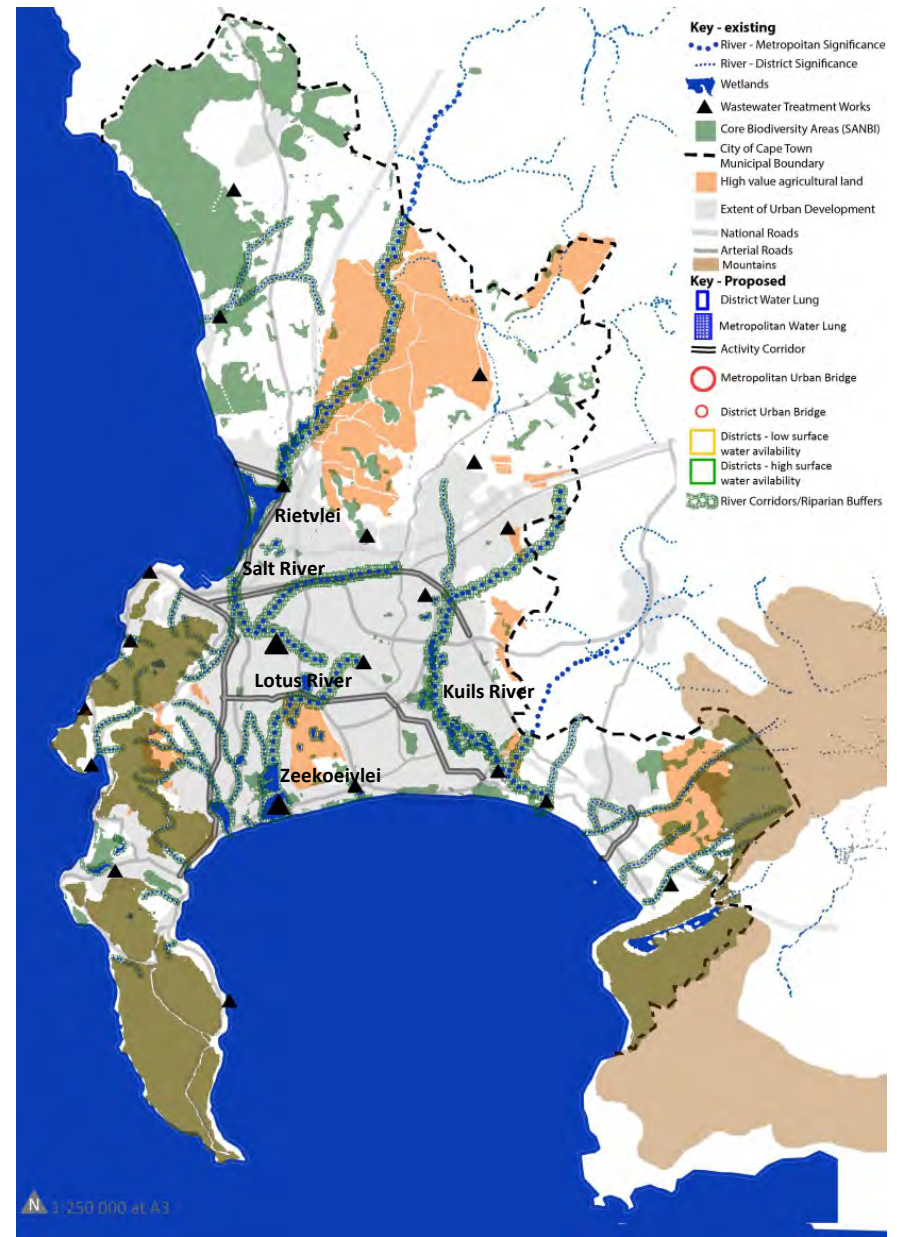 Key - existing
River - Metropoitan Significance
River - District Significance
Wetlands
Wastewater Treatment Works
Core Biodiversity Areas (SANBI)
City of Cape Town
Municipal Boundary
High value agricultural land
Extent of Urban Development
National Roads
Arterial Roads
Mountains
Key - Proposed
District Water Lung
Metropolitan Water Lung
Activity Corridor
Metropolitan Urban Bridge
District Urban Bridge
Districts - low surface
water avilability
Districts - high surface
water avilability
River Corridors/Riparian Buffers
Rietvlei
Salt River
Lotus River
Kuils River
Zeekoeivlei
N 1:250 000 at A3